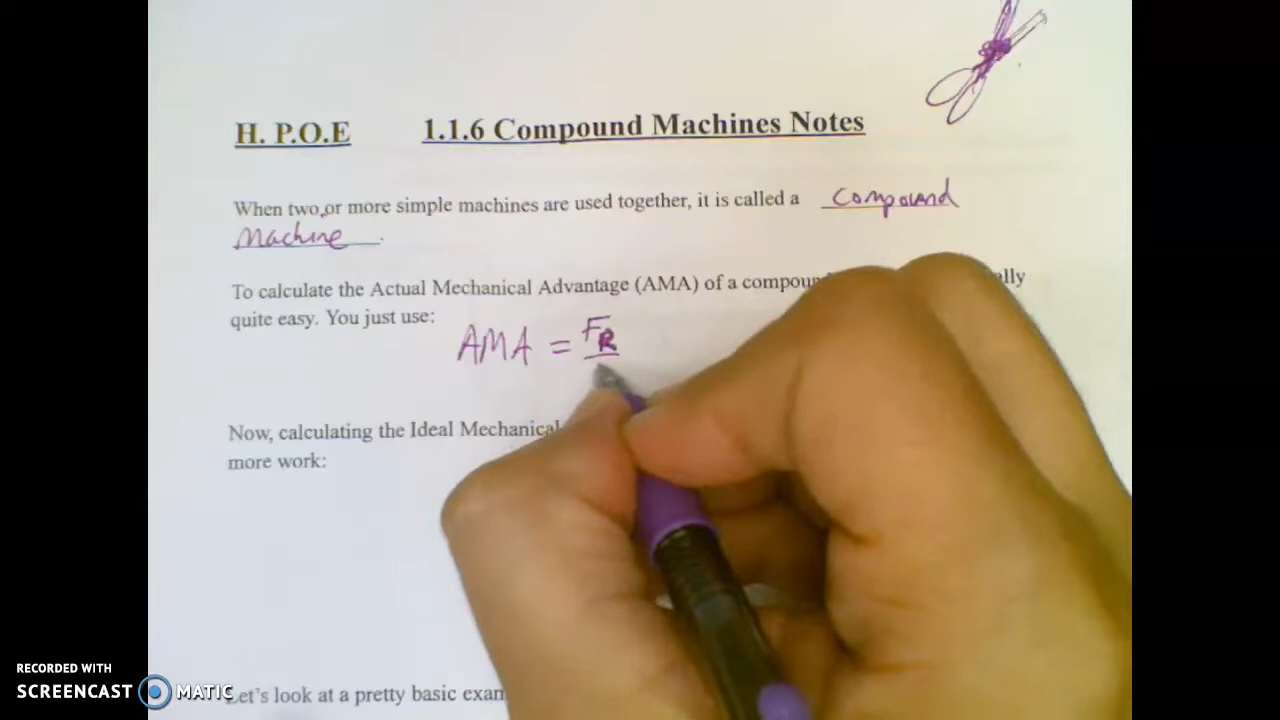 H. P.O.E 1.1.6 Compound Machines Notes
When two or more simple machines are used together, it is called a Compound
Machine.
To calculate the Actual Mechanical Advantage (AMA) of a
quite easy. You just use:
AMA = FR
Now, calculating the Ideal Mechanical
more work:
Let's look at a pretty basic
RECORDED WITH
SCREENCAST MATIC